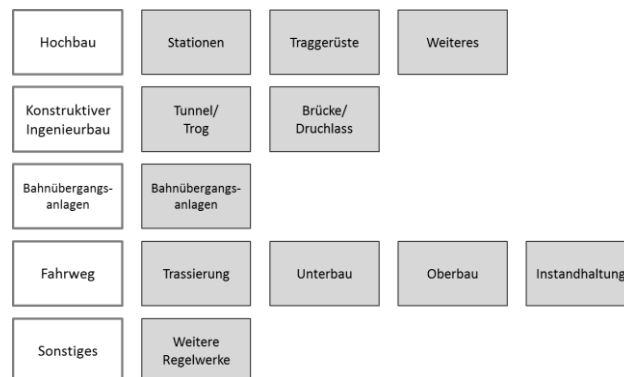 Hochbau
Stationen
Traggerüste
Weiteres
Konstruktiver
Ingenieurbau
Tunnel/
Trog
Brücke/
Druchlass
Bahnübergangs-
anlagen
Bahnübergangs-
anlagen
Fahrweg
Trassierung
Unterbau
Oberbau
Instandhaltung
Sonstiges
Weitere
Regelwerke